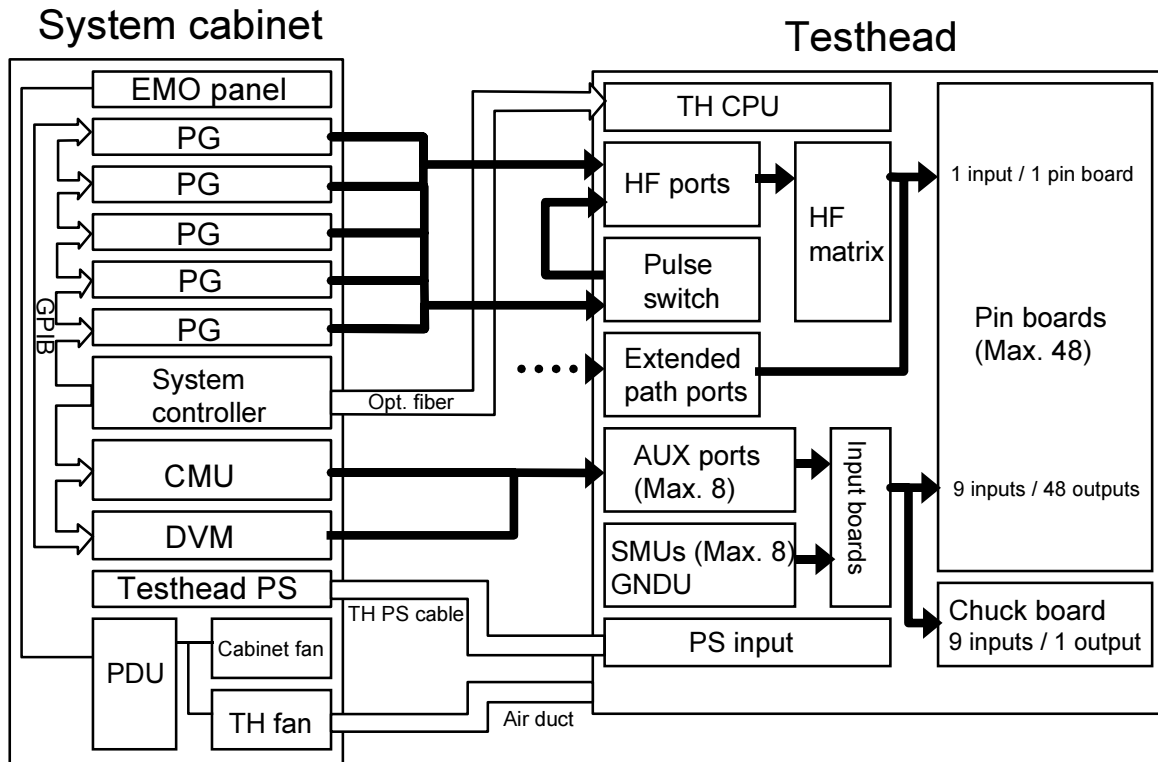 System cabinet
EMO panel
PG
PG
PG
PG
PG
GPIB
System
controller
CMU
DVM
Testhead PS
PDU
Cabinet fan
TH fan
Opt. fiber
TH PS cable
Air duct
Testhead
TH CPU
HF ports
HF
matrix
Pulse
switch
Extended
path ports
AUX ports
(Max. 8)
SMUs (Max. 8)
GNDU
Input boards
PS input
1 input / 1 pin board
Pin boards
(Max. 48)
9 inputs / 48 outputs
Chuck board
9 inputs / 1 output